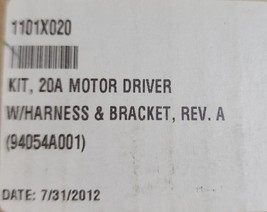 1101X020
KIT, 20A MOTOR DRIVER
W/HARNESS & BRACKET, REV. A
(94054A001)
DATE: 7/31/2012